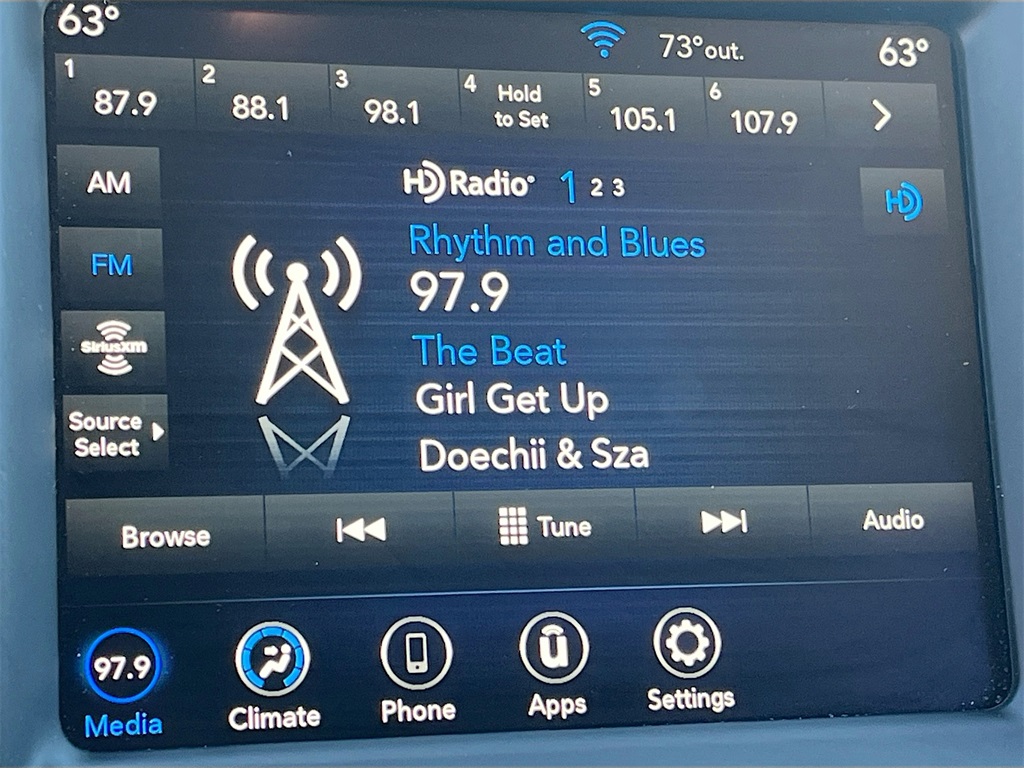 63° 73°out. 63°
1 2 3 4 5 6
87.9 88.1 98.1 Hold to Set 105.1 107.9
AM
HD Radio 1 2 3
HD
Rhythm and Blues
FM
97.9
SiriusXM
The Beat
Girl Get Up
Source
Select
Doechii & Sza
Browse Tune Audio
97.9
Media Climate Phone Apps Settings